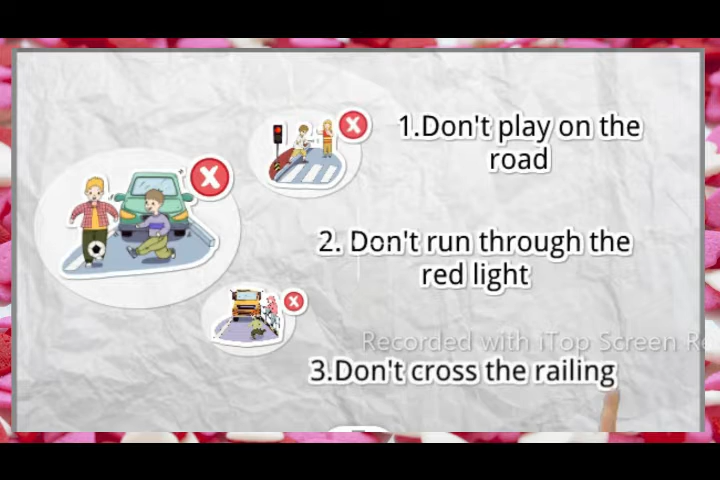 1.Don't play on the
road
2. Don't run through the
red light
Recorded with iTop Screen Re
3.Don't cross the railing